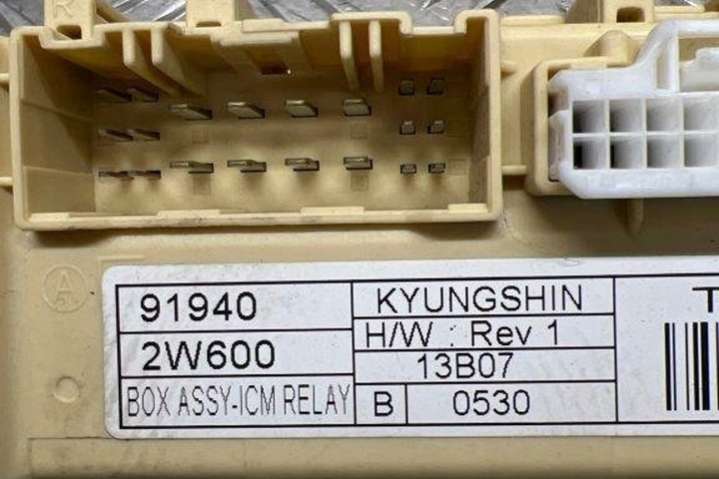 R
A
91940
2W600
BOX ASSY-ICM RELAY
KYUNGSHIN
H/W : Rev 1
13B07
B 0530
T